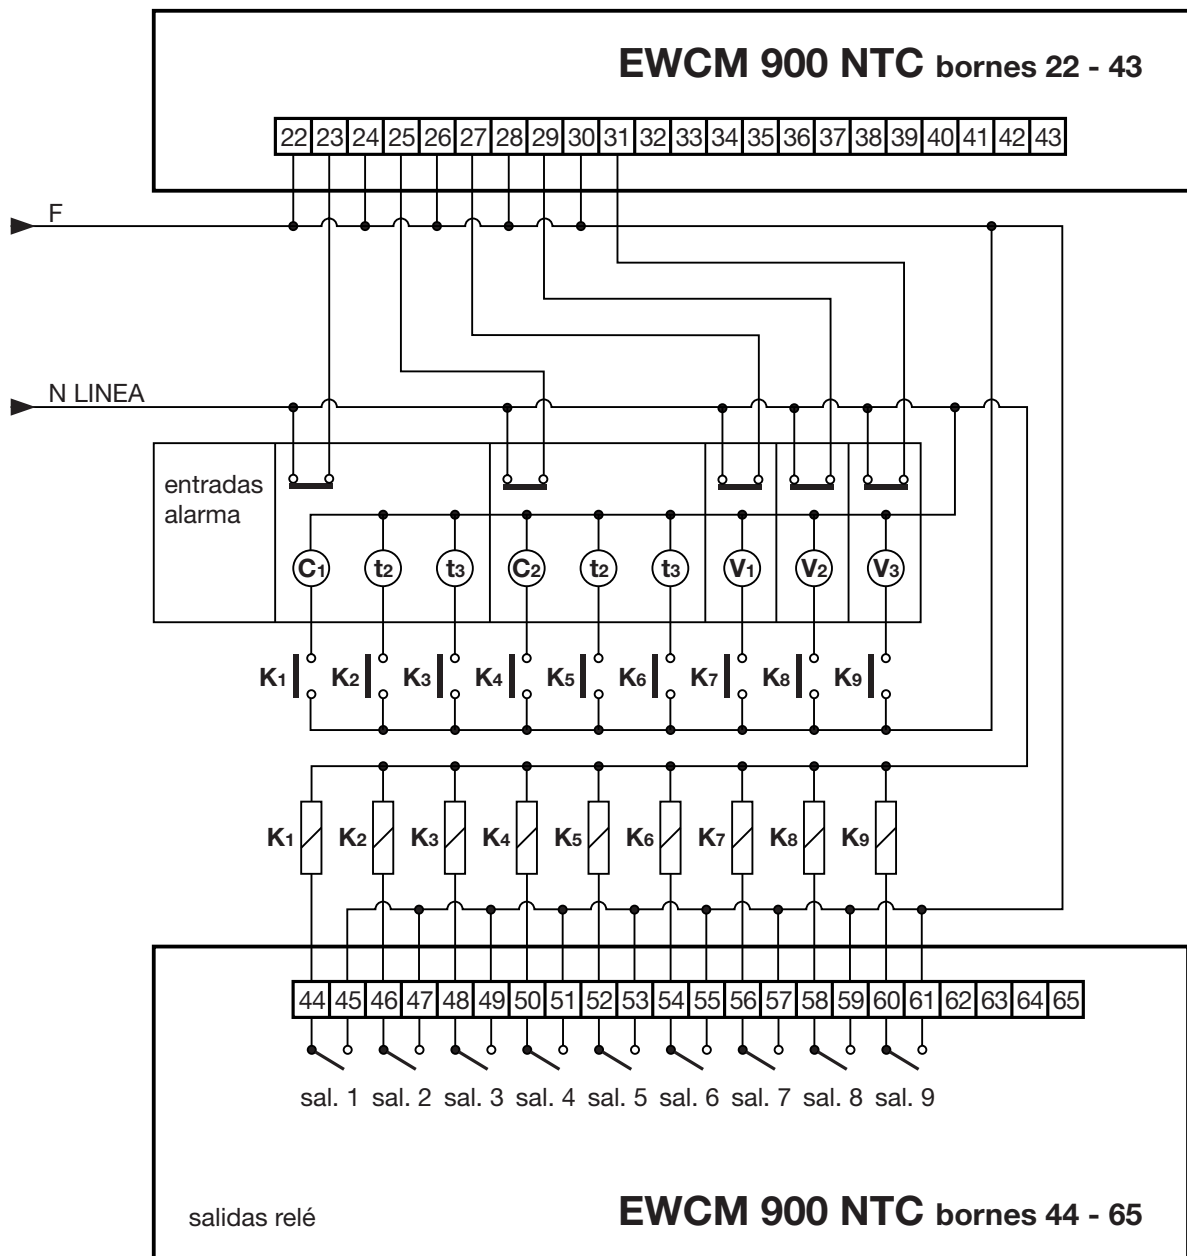 EWCM 900 NTC bornes 22 - 43
22 23 24 25 26 27 28 29 30 31 32 33 34 35 36 37 38 39 40 41 42 43
F
N LINEA
entradas
alarma
C1 t2 t3 C2 t2 t3 V1 V2 V3
K1 K2 K3 K4 K5 K6 K7 K8 K9
K1 K2 K3 K4 K5 K6 K7 K8 K9
44 45 46 47 48 49 50 51 52 53 54 55 56 57 58 59 60 61 62 63 64 65
sal. 1 sal. 2 sal. 3 sal. 4 sal. 5 sal. 6 sal. 7 sal. 8 sal. 9
salidas relé
EWCM 900 NTC bornes 44 - 65